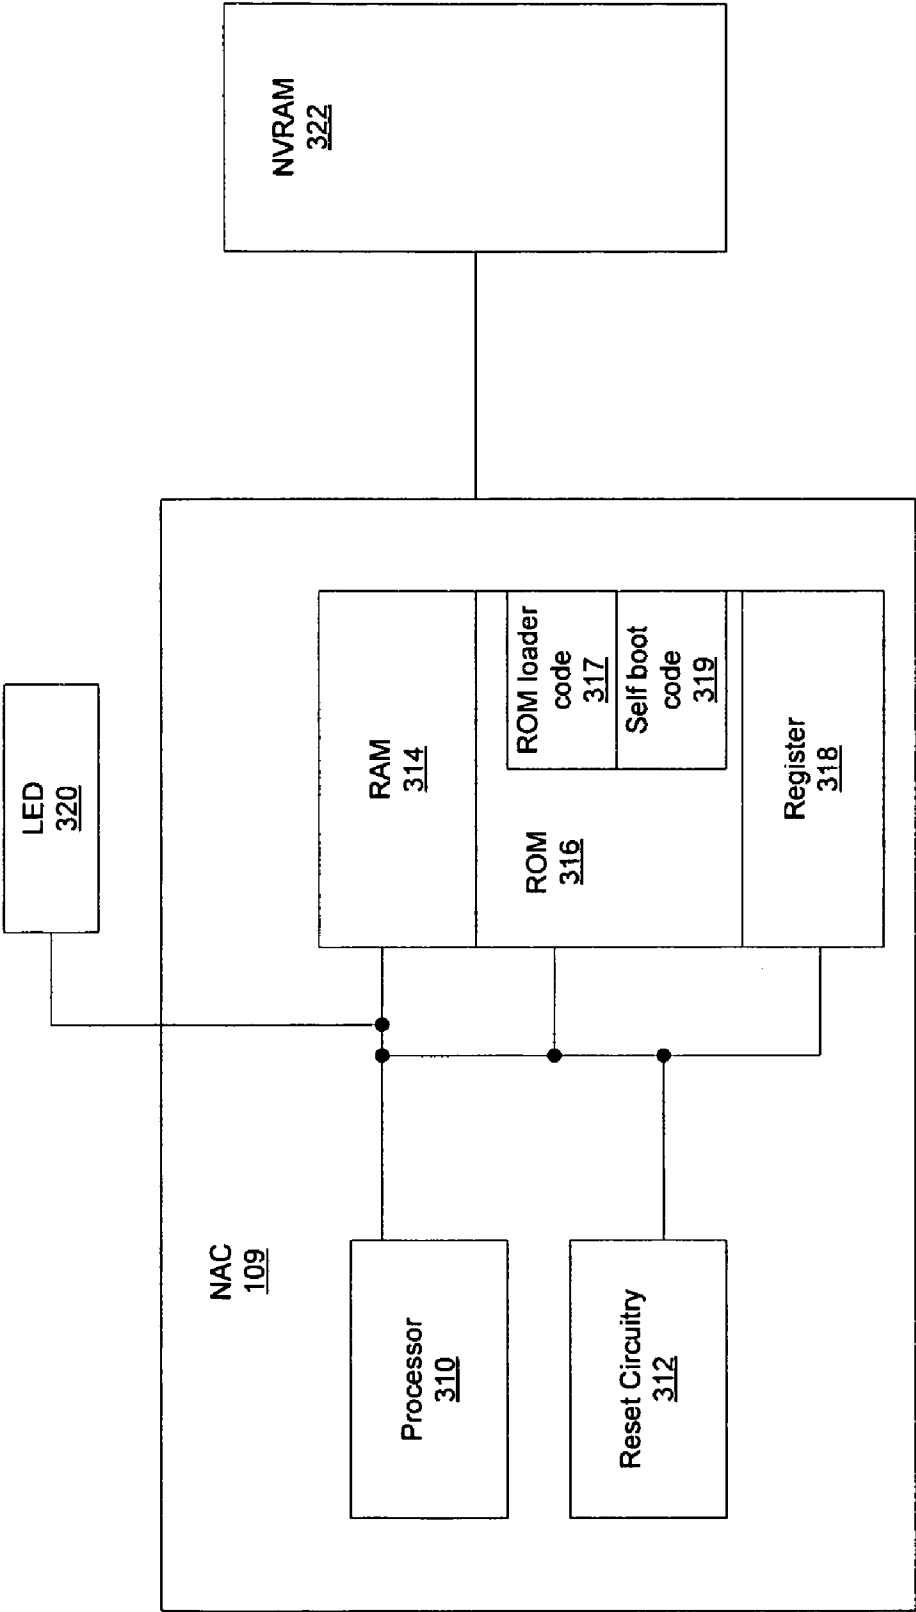 LED
320
NAC
109
Processor
310
Reset Circuitry
312
RAM
314
ROM
316
ROM loader
code
317
Self boot
code
319
Register
318
NVRAM
322